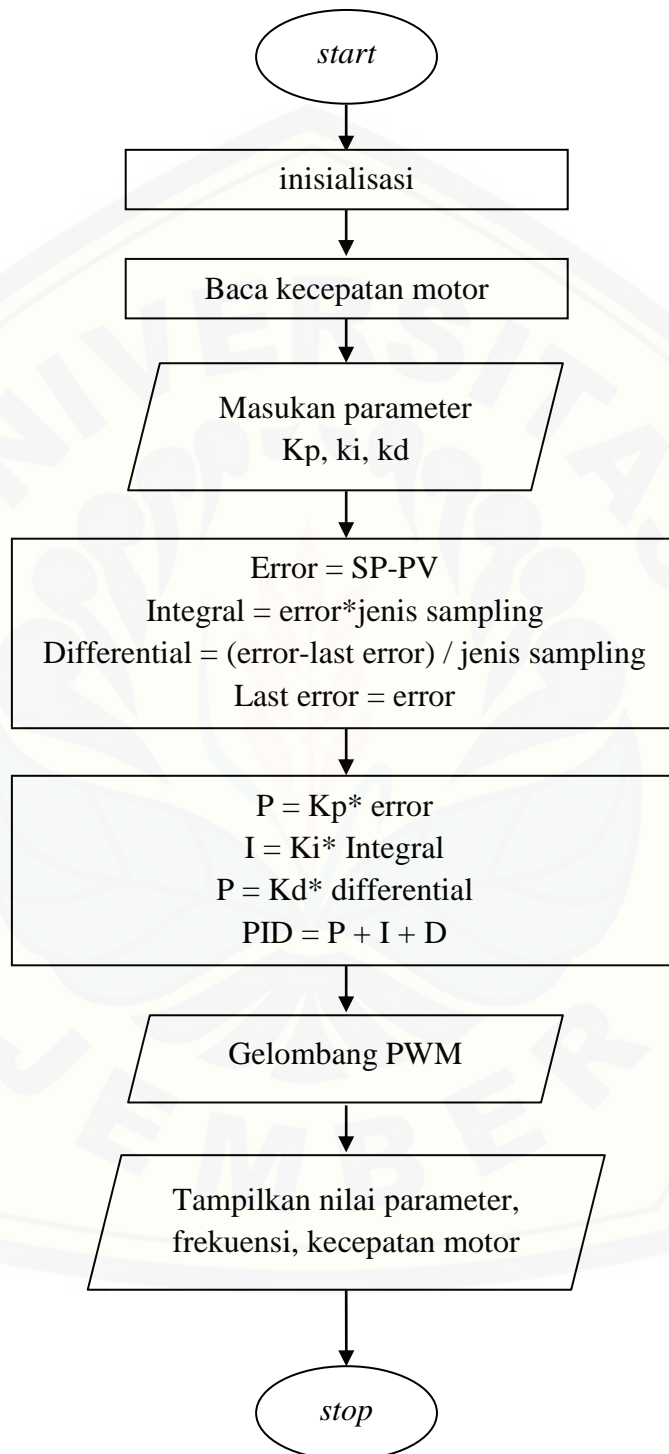 start
inisialisasi
Baca kecepatan motor
Masukan parameter
Kp, ki, kd
Error = SP-PV
Integral = error*jenis sampling
Differential = (error-last error) / jenis sampling
Last error = error
P = Kp* error
I = Ki* Integral
P = Kd* differential
PID = P + I + D
Gelombang PWM
Tampilkan nilai parameter,
frekuensi, kecepatan motor
stop
UNIVERSITAS
JEMBER